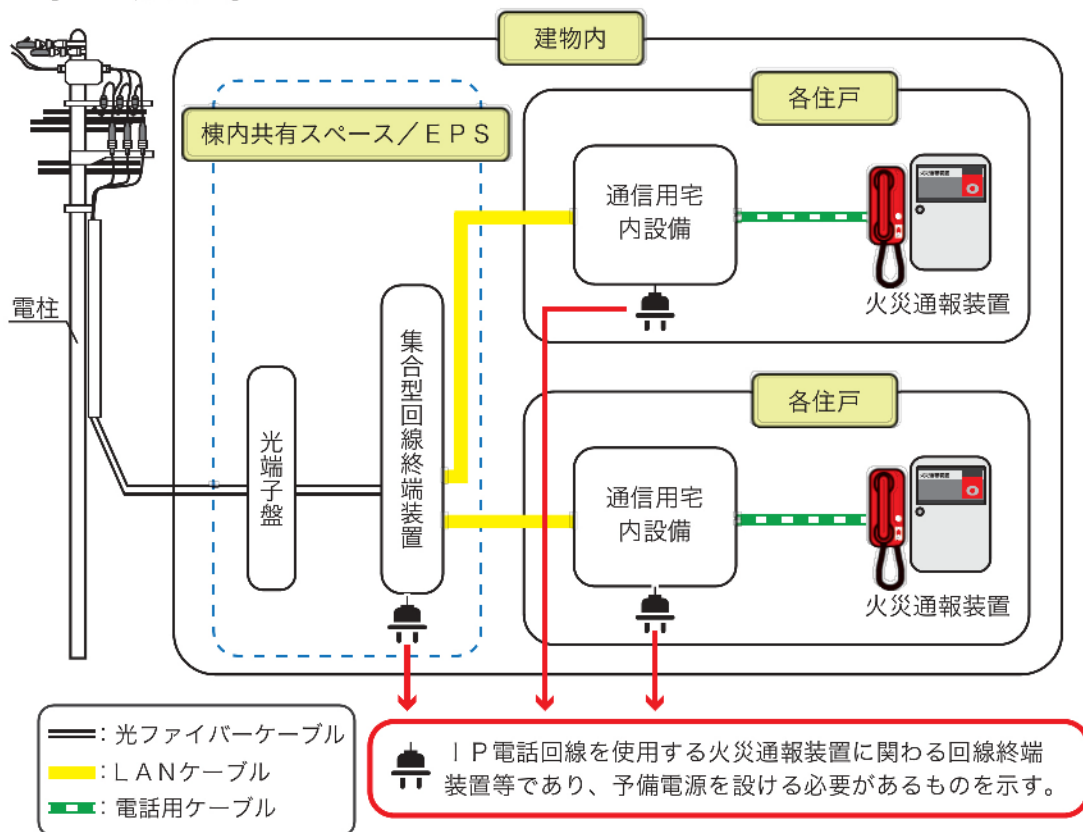 建物内
棟内共有スペース/EPS
各住戸
通信用宅
内設備
火災通報装置
電柱
集合型回線終端装置
光端子盤
各住戸
通信用宅
内設備
火災通報装置
:光ファイバーケーブル
:LANケーブル
:電話用ケーブル
IP電話回線を使用する火災通報装置に関わる回線終端
装置等であり、予備電源を設ける必要があるものを示す。